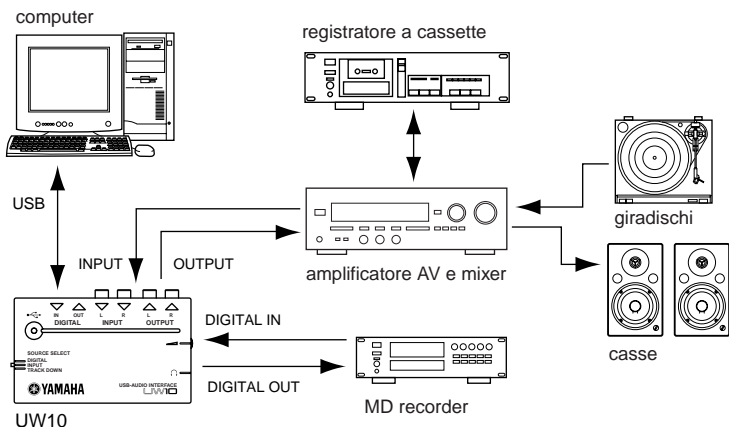 computer
registratore a cassette
USB
giradischi
INPUT
OUTPUT
amplificatore AV e mixer
IN OUT L R L R
DIGITAL INPUT OUTPUT
DIGITAL IN
casse
SOURCE SELECT
DIGITAL
INPUT
TRACK DOWN
YAMAHA
USB-AUDIO INTERFACE
UW10
DIGITAL OUT
MD recorder
UW10